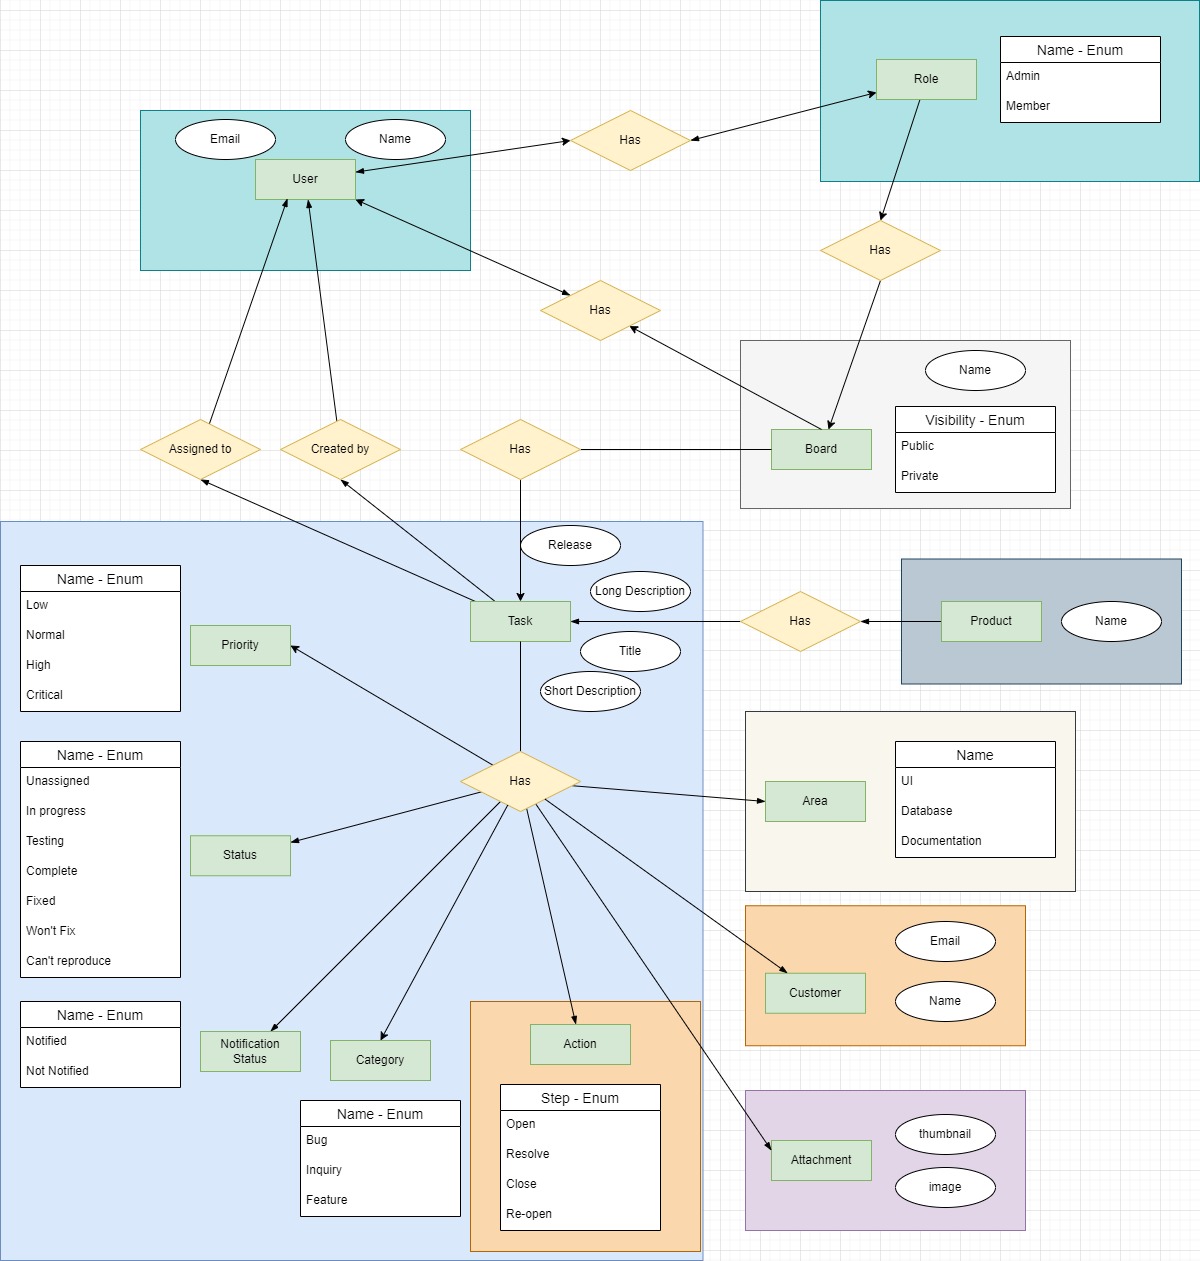 Role
Name - Enum
Admin
Member
Email
Name
User
Has
Has
Has
Name
Visibility - Enum
Public
Private
Board
Assigned to
Created by
Has
Release
Long Description
Task
Title
Short Description
Has
Product
Name
Name - Enum
Low
Normal
High
Critical
Priority
Name - Enum
Unassigned
In progress
Testing
Complete
Fixed
Won't Fix
Can't reproduce
Status
Has
Area
Name
UI
Database
Documentation
Customer
Email
Name
Name - Enum
Notified
Not Notified
Notification
Status
Category
Name - Enum
Bug
Inquiry
Feature
Action
Step - Enum
Open
Resolve
Close
Re-open
Attachment
thumbnail
image